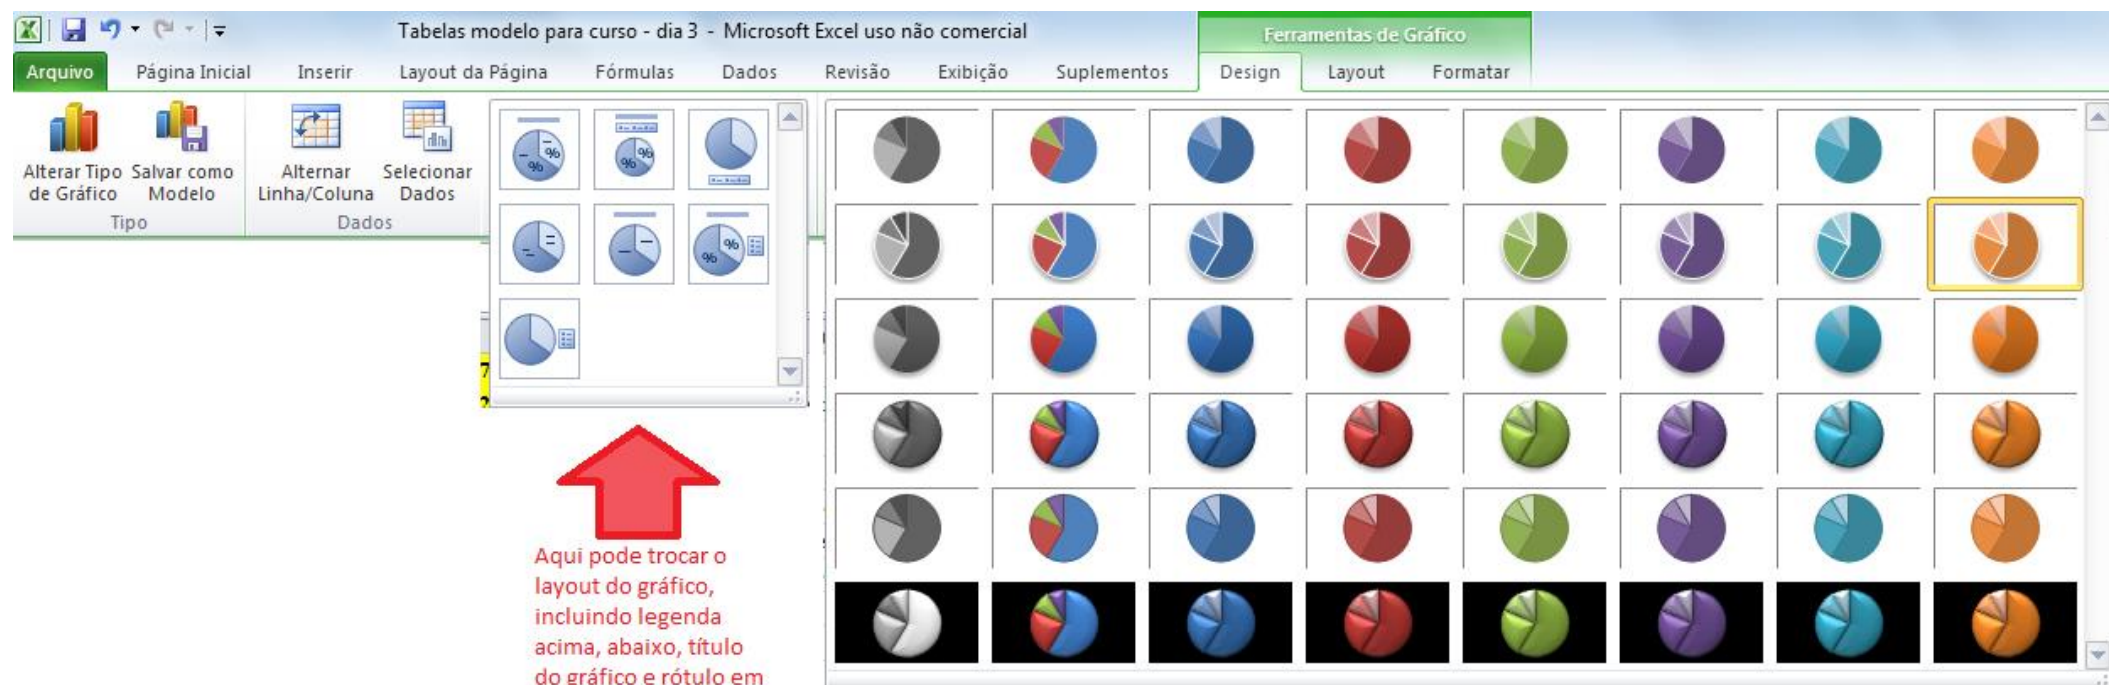 Tabelas modelo para curso - dia 3 - Microsoft Excel uso não comercial
Ferramentas de Gráfico
Arquivo Página Inicial Inserir Layout da Página Fórmulas Dados Revisão Exibição Suplementos Design Layout Formatar
Alterar Tipo de Gráfico
Salvar como Modelo
Alternar Linha/Coluna
Selecionar Dados
Tipo
Dados
% %
% %
% %
7
Aqui pode trocar o
layout do gráfico,
incluindo legenda
acima, abaixo, título
do gráfico e rótulo em